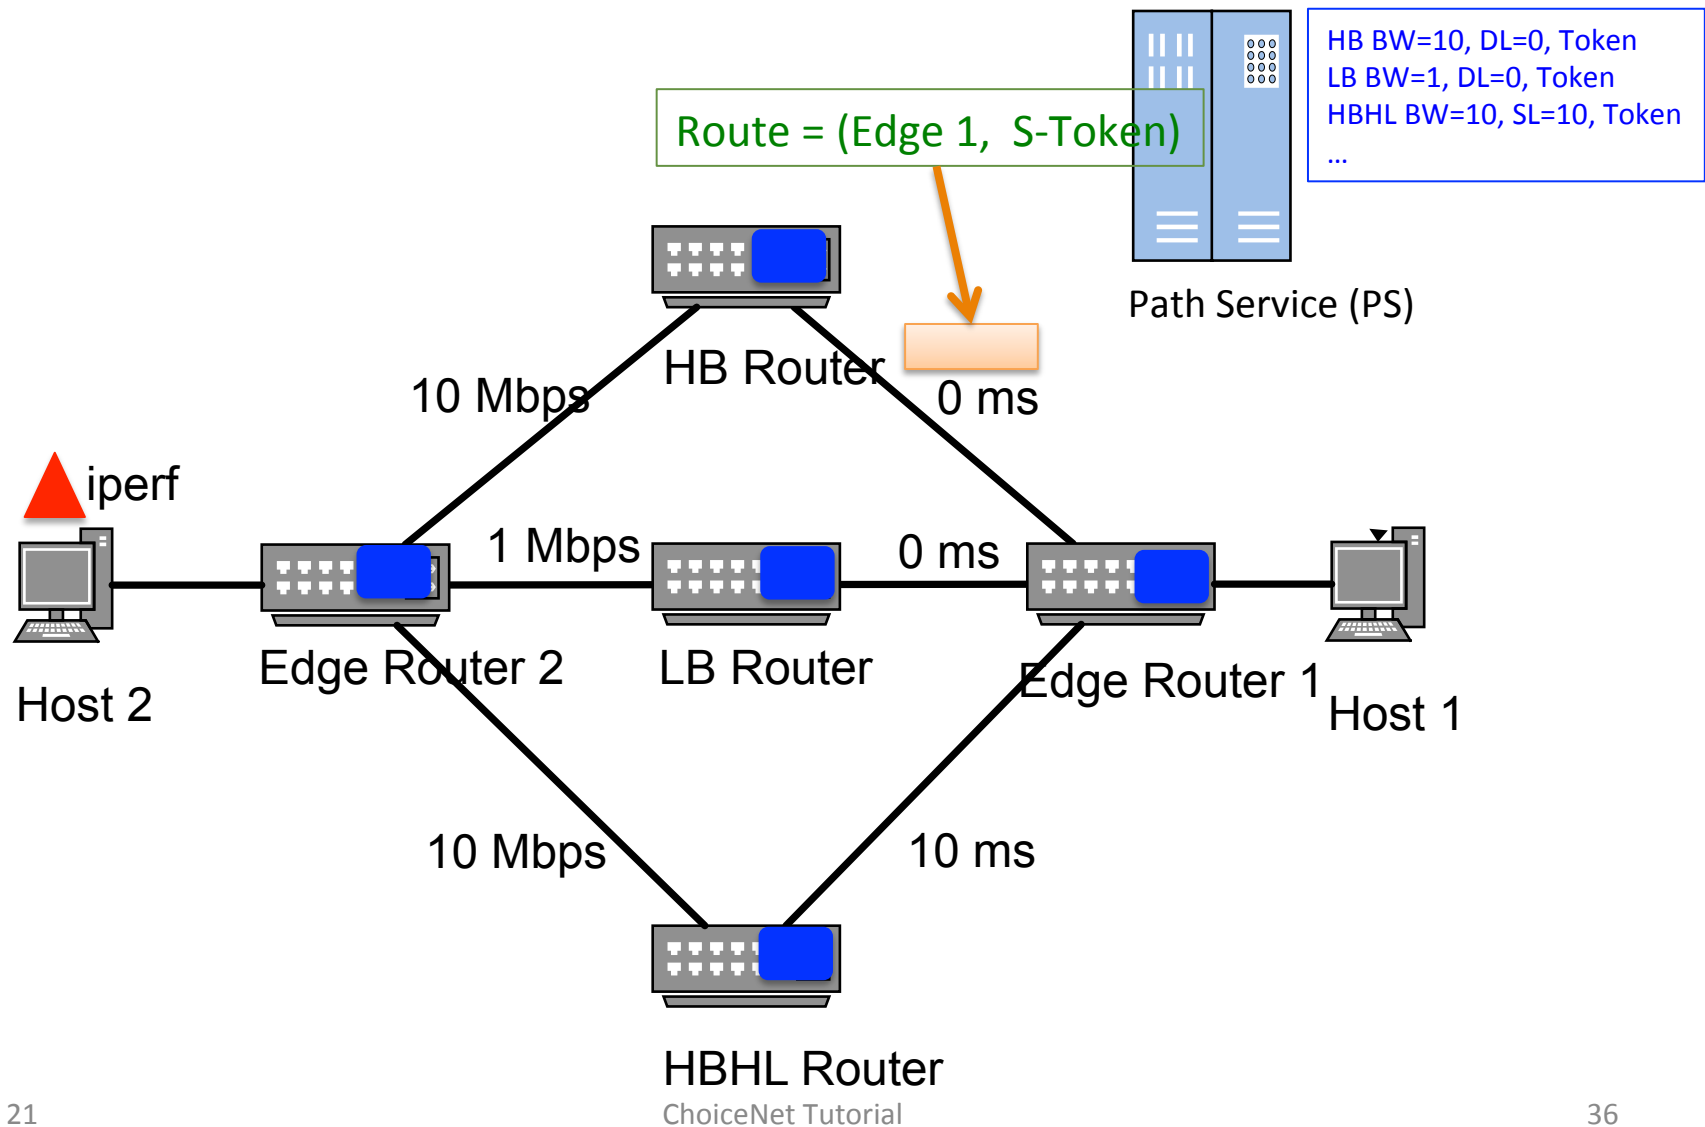 HB BW=10, DL=0, Token
LB BW=1, DL=0, Token
HBHL BW=10, SL=10, Token
...
Route = (Edge 1,  S-Token)
Path Service (PS)
HB Router
10 Mbps
0 ms
iperf
1 Mbps
0 ms
Edge Router 2
LB Router
Edge Router 1
Host 2
Host 1
10 Mbps
10 ms
HBHL Router
21
ChoiceNet Tutorial
36